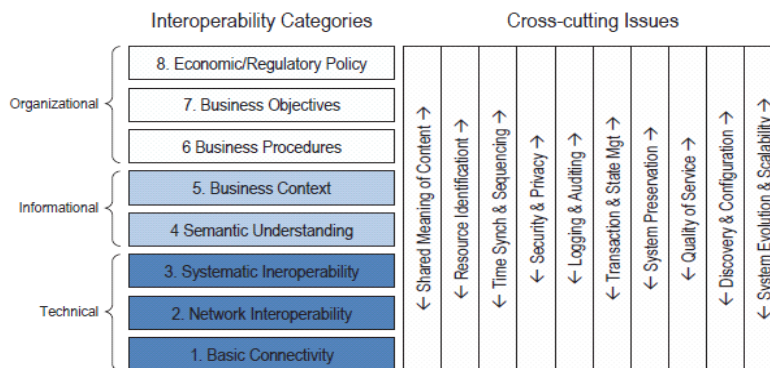 Interoperability Categories
Cross-cutting Issues
Organizational
8. Economic/Regulatory Policy
7. Business Objectives
6 Business Procedures
Informational
5. Business Context
4 Semantic Understanding
Technical
3. Systematic Ineroperability
2. Network Interoperability
1. Basic Connectivity
← Shared Meaning of Content →
← Resource Identification† →
← Time Synch & Sequencing →
← Security & Privacy →
← Logging & Auditing →
← Transaction & State Mgt →
← System Preservation →
← Quality of Service →
← Discovery & Configuration →
← System Evolution & Scalability →